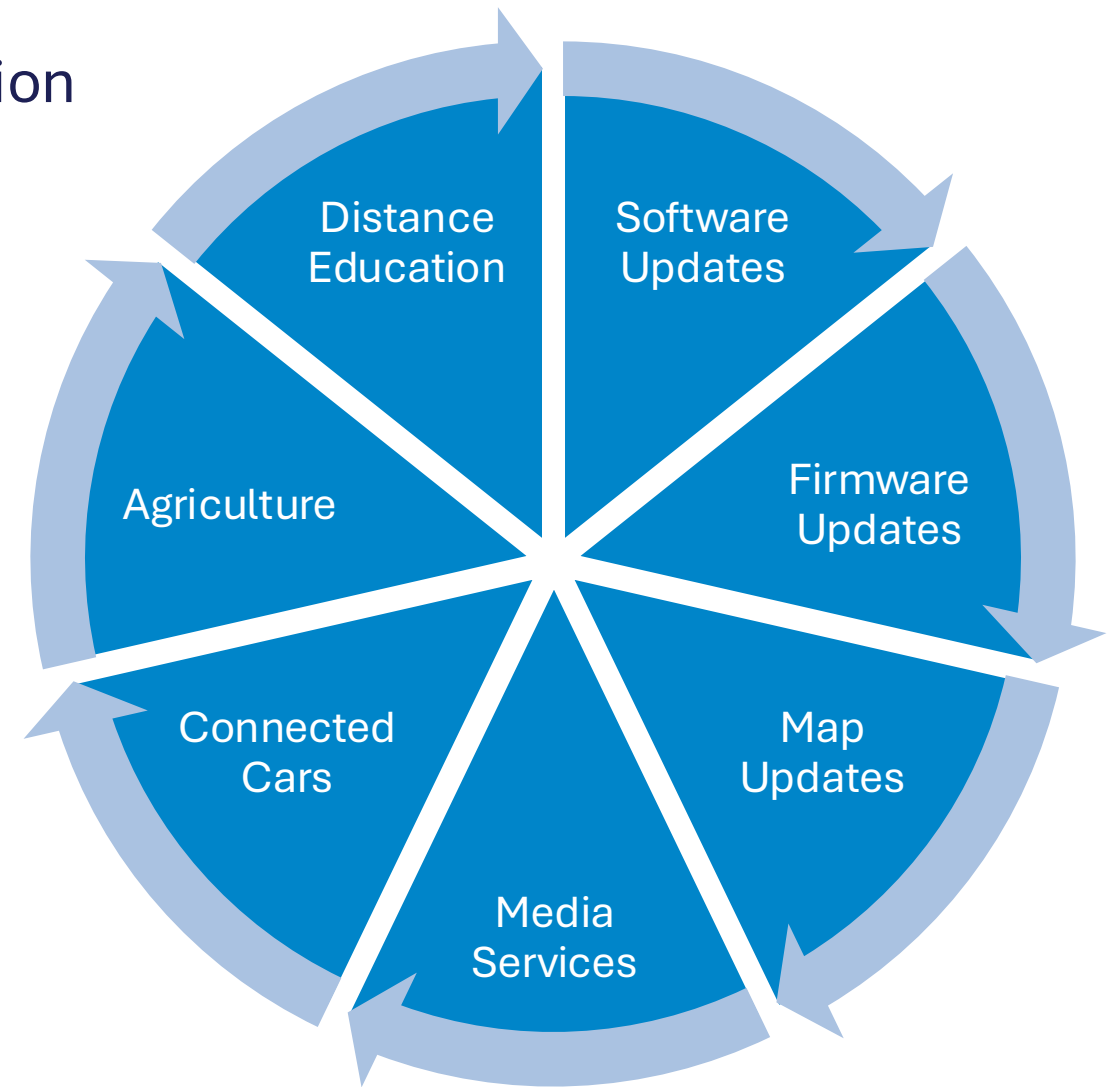 ion
Distance
Education
Software
Updates
Firmware
Updates
Agriculture
Map
Updates
Connected
Cars
Media
Services